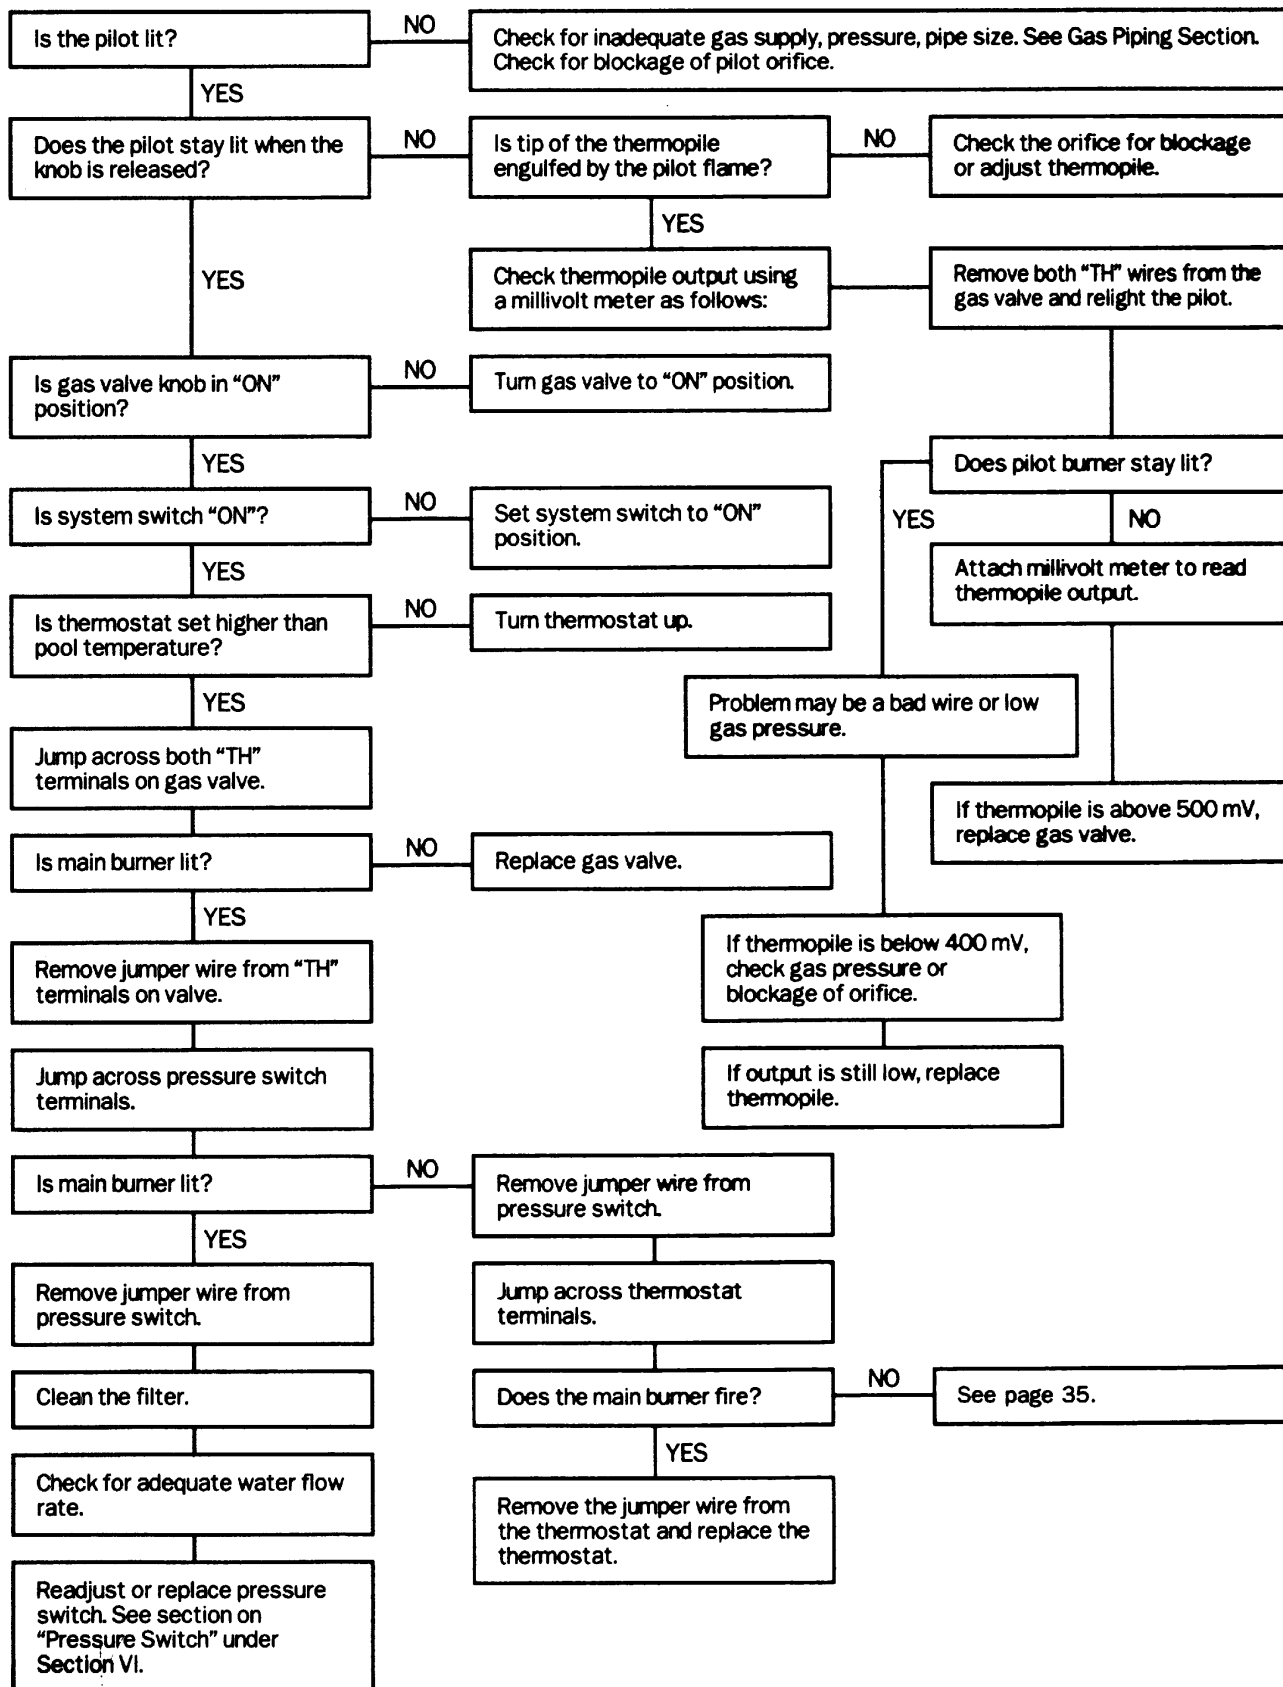 Is the pilot lit?
NO
Check for inadequate gas supply, pressure, pipe size. See Gas Piping Section.
Check for blockage of pilot orifice.
YES
Does the pilot stay lit when the
knob is released?
NO
Is tip of the thermopile
engulfed by the pilot flame?
NO
Check the orifice for blockage
or adjust thermopile.
YES
YES
Check thermopile output using
a millivolt meter as follows:
Remove both "TH" wires from the
gas valve and relight the pilot.
Is gas valve knob in "ON"
position?
NO
Turn gas valve to "ON" position.
YES
Does pilot burner stay lit?
Is system switch "ON"?
NO
Set system switch to "ON"
position.
YES
NO
YES
Attach millivolt meter to read
thermopile output.
Is thermostat set higher than
pool temperature?
NO
Turn thermostat up.
YES
Problem may be a bad wire or low
gas pressure.
Jump across both "TH"
terminals on gas valve.
If thermopile is above 500 mV,
replace gas valve.
Is main burner lit?
NO
Replace gas valve.
YES
If thermopile is below 400 mV,
check gas pressure or
blockage of orifice.
Remove jumper wire from "TH"
terminals on valve.
Jump across pressure switch
terminals.
If output is still low, replace
thermopile.
Is main burner lit?
NO
Remove jumper wire from
pressure switch.
YES
Remove jumper wire from
pressure switch.
Jump across thermostat
terminals.
Clean the filter.
Does the main burner fire?
NO
See page 35.
YES
Check for adequate water flow
rate.
Remove the jumper wire from
the thermostat and replace the
thermostat.
Readjust or replace pressure
switch. See section on
"Pressure Switch" under
Section VI.